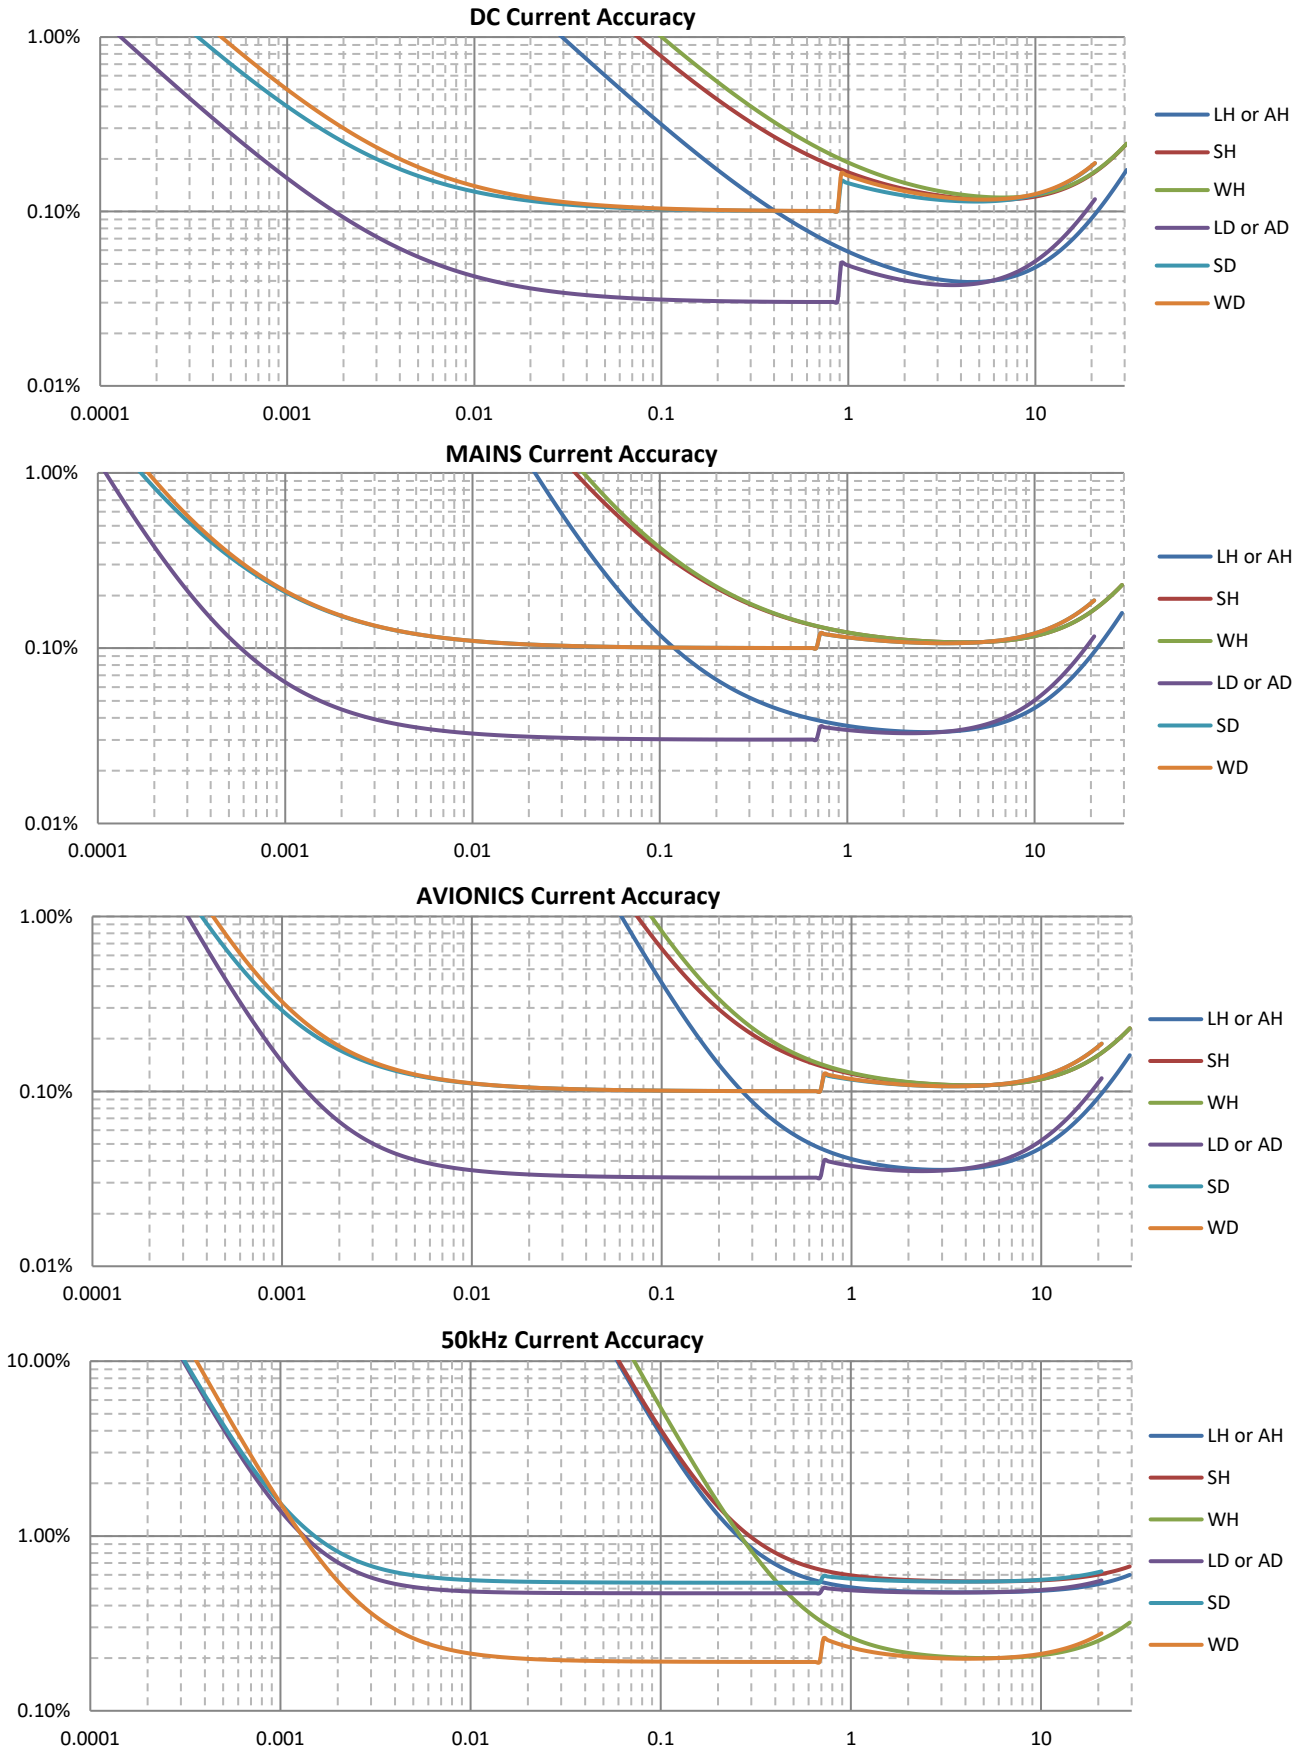 DC Current Accuracy
1.00%
0.10%
0.01%
0.0001 0.001 0.01 0.1 1 10
LH or AH
SH
WH
LD or AD
SD
WD
MAINS Current Accuracy
1.00%
0.10%
0.01%
0.0001 0.001 0.01 0.1 1 10
LH or AH
SH
WH
LD or AD
SD
WD
AVIONICS Current Accuracy
1.00%
0.10%
0.01%
0.0001 0.001 0.01 0.1 1 10
LH or AH
SH
WH
LD or AD
SD
WD
50kHz Current Accuracy
10.00%
1.00%
0.10%
0.0001 0.001 0.01 0.1 1 10
LH or AH
SH
WH
LD or AD
SD
WD